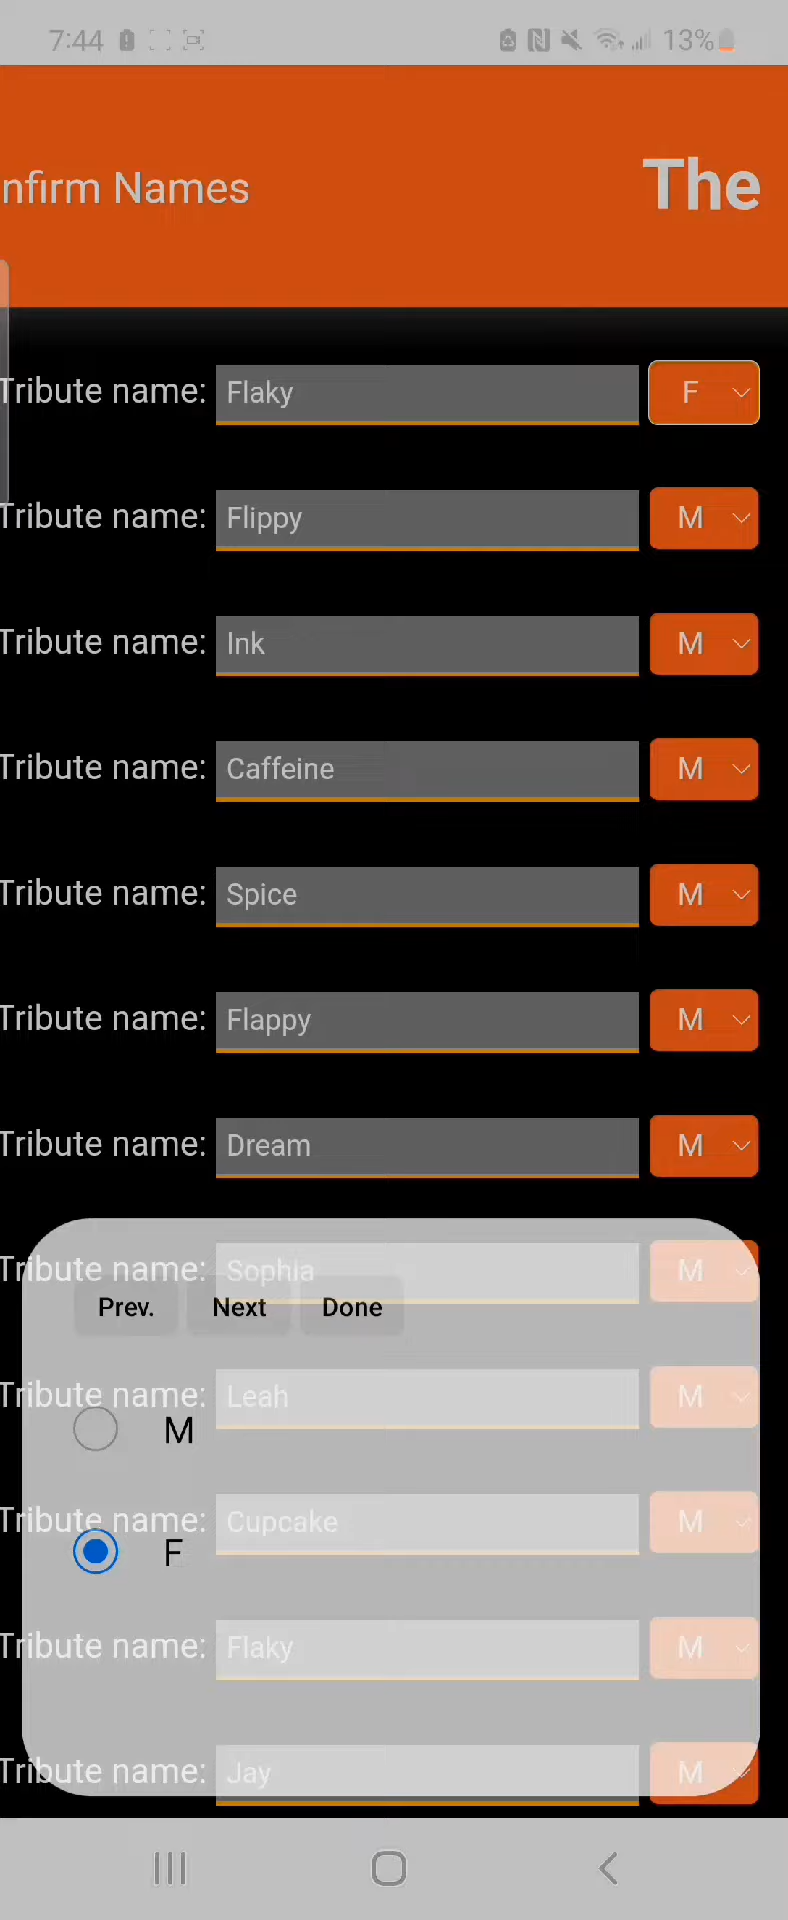 7:44 13%
nfirm Names The
Tribute name: Flaky F
Tribute name: Flippy M
Tribute name: Ink M
Tribute name: Caffeine M
Tribute name: Spice M
Tribute name: Flappy M
Tribute name: Dream M
Tribute name: Sophia M
Prev. Next Done
Tribute name: Leah M
M
Tribute name: Cupcake M
F
Tribute name: Flaky M
Tribute name: Jay M